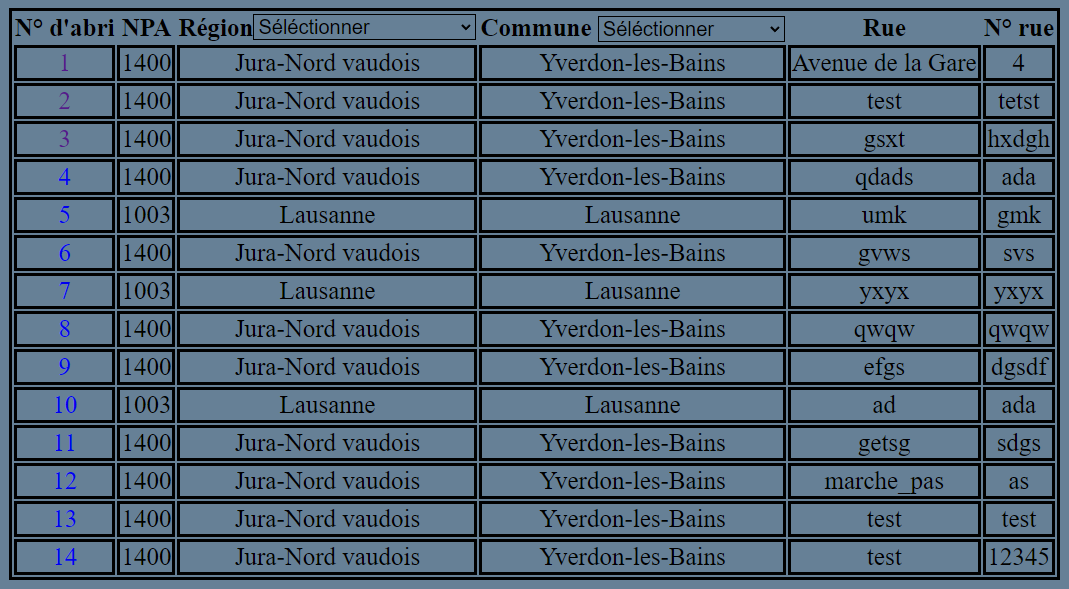 N° d'abri NPA Région Séléctionner Commune Séléctionner Rue N° rue
1 1400 Jura-Nord vaudois Yverdon-les-Bains Avenue de la Gare 4
2 1400 Jura-Nord vaudois Yverdon-les-Bains test tetst
3 1400 Jura-Nord vaudois Yverdon-les-Bains gsxt hxdgh
4 1400 Jura-Nord vaudois Yverdon-les-Bains qdads ada
5 1003 Lausanne Lausanne umk gmk
6 1400 Jura-Nord vaudois Yverdon-les-Bains gvws svs
7 1003 Lausanne Lausanne yxyx yxyx
8 1400 Jura-Nord vaudois Yverdon-les-Bains qwqw qwqw
9 1400 Jura-Nord vaudois Yverdon-les-Bains efgs dgsdf
10 1003 Lausanne Lausanne ad ada
11 1400 Jura-Nord vaudois Yverdon-les-Bains getsg sdgs
12 1400 Jura-Nord vaudois Yverdon-les-Bains marche_pas as
13 1400 Jura-Nord vaudois Yverdon-les-Bains test test
14 1400 Jura-Nord vaudois Yverdon-les-Bains test 12345